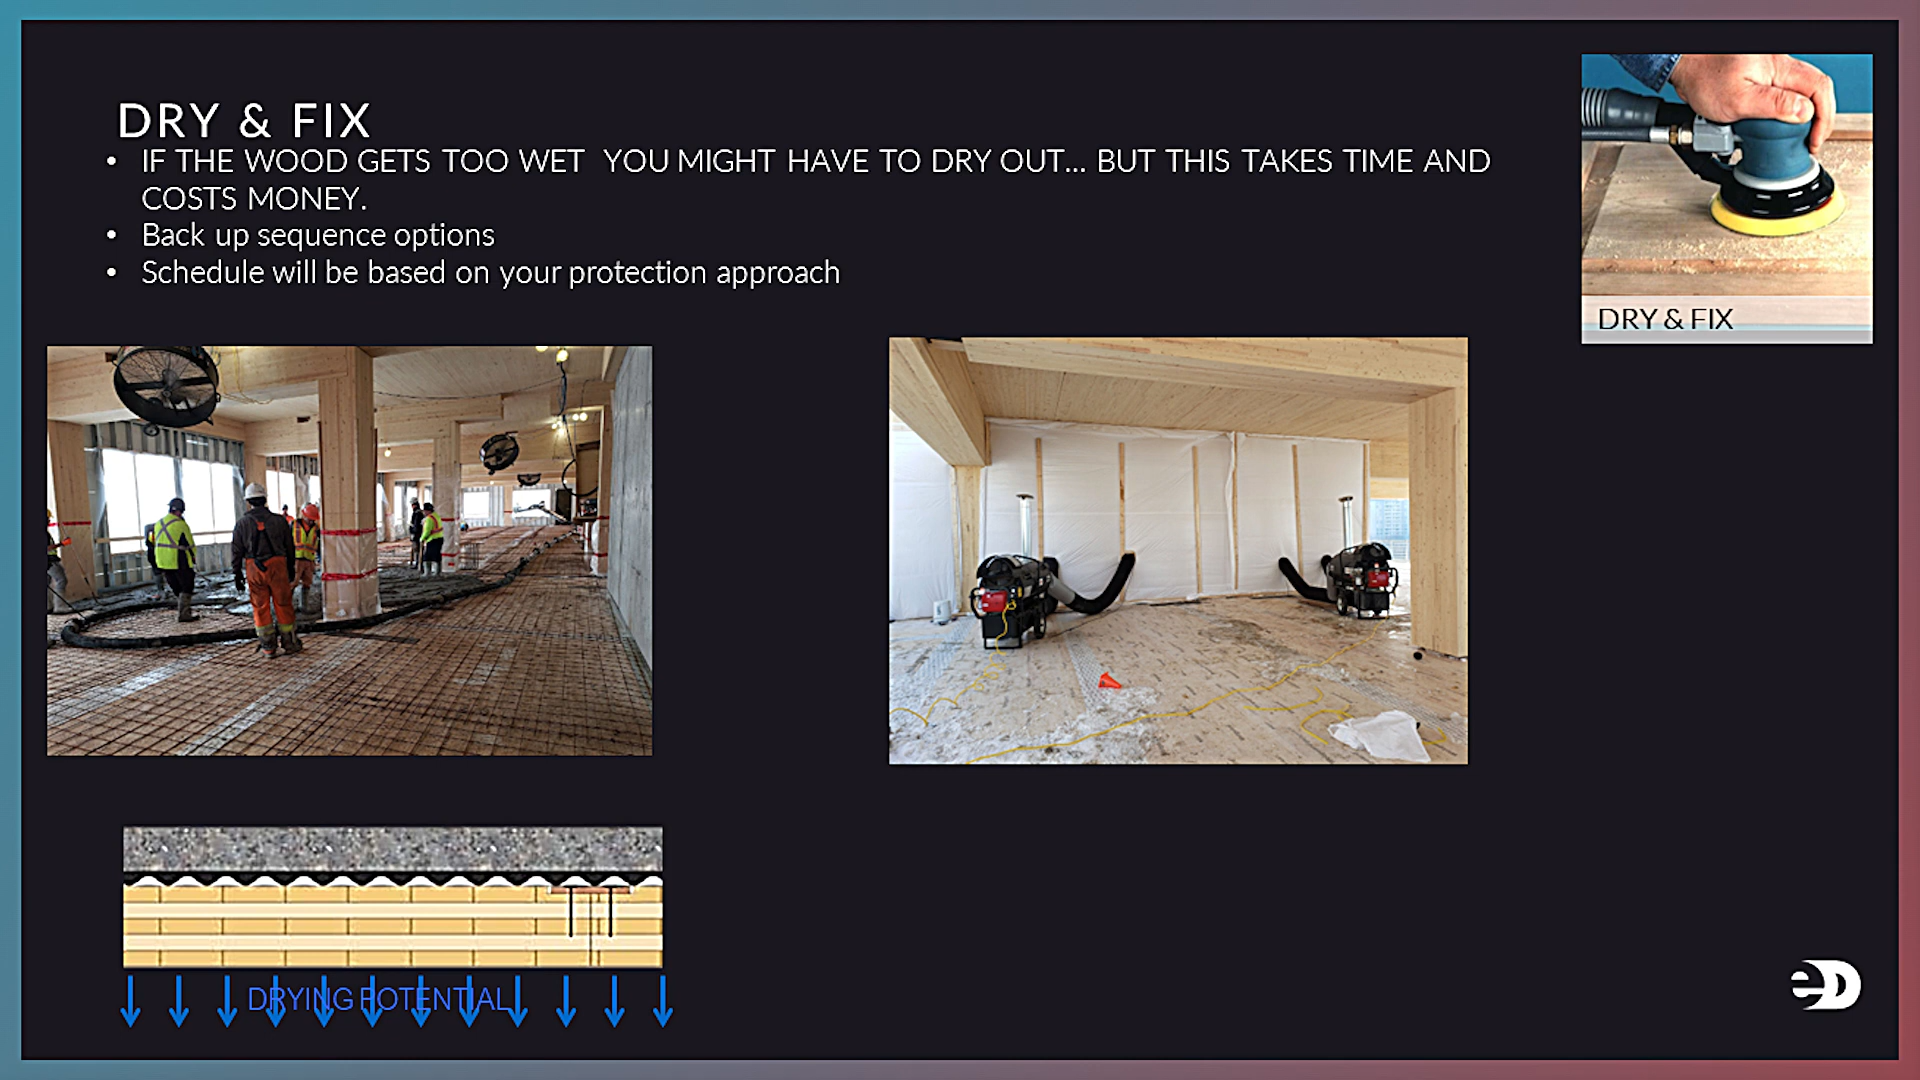 DRY & FIX
• IF THE WOOD GETS TOO WET YOU MIGHT HAVE TO DRY OUT... BUT THIS TAKES TIME AND
COSTS MONEY.
• Back up sequence options
• Schedule will be based on your protection approach
DRY & FIX
DRYING POTENTIAL
eD